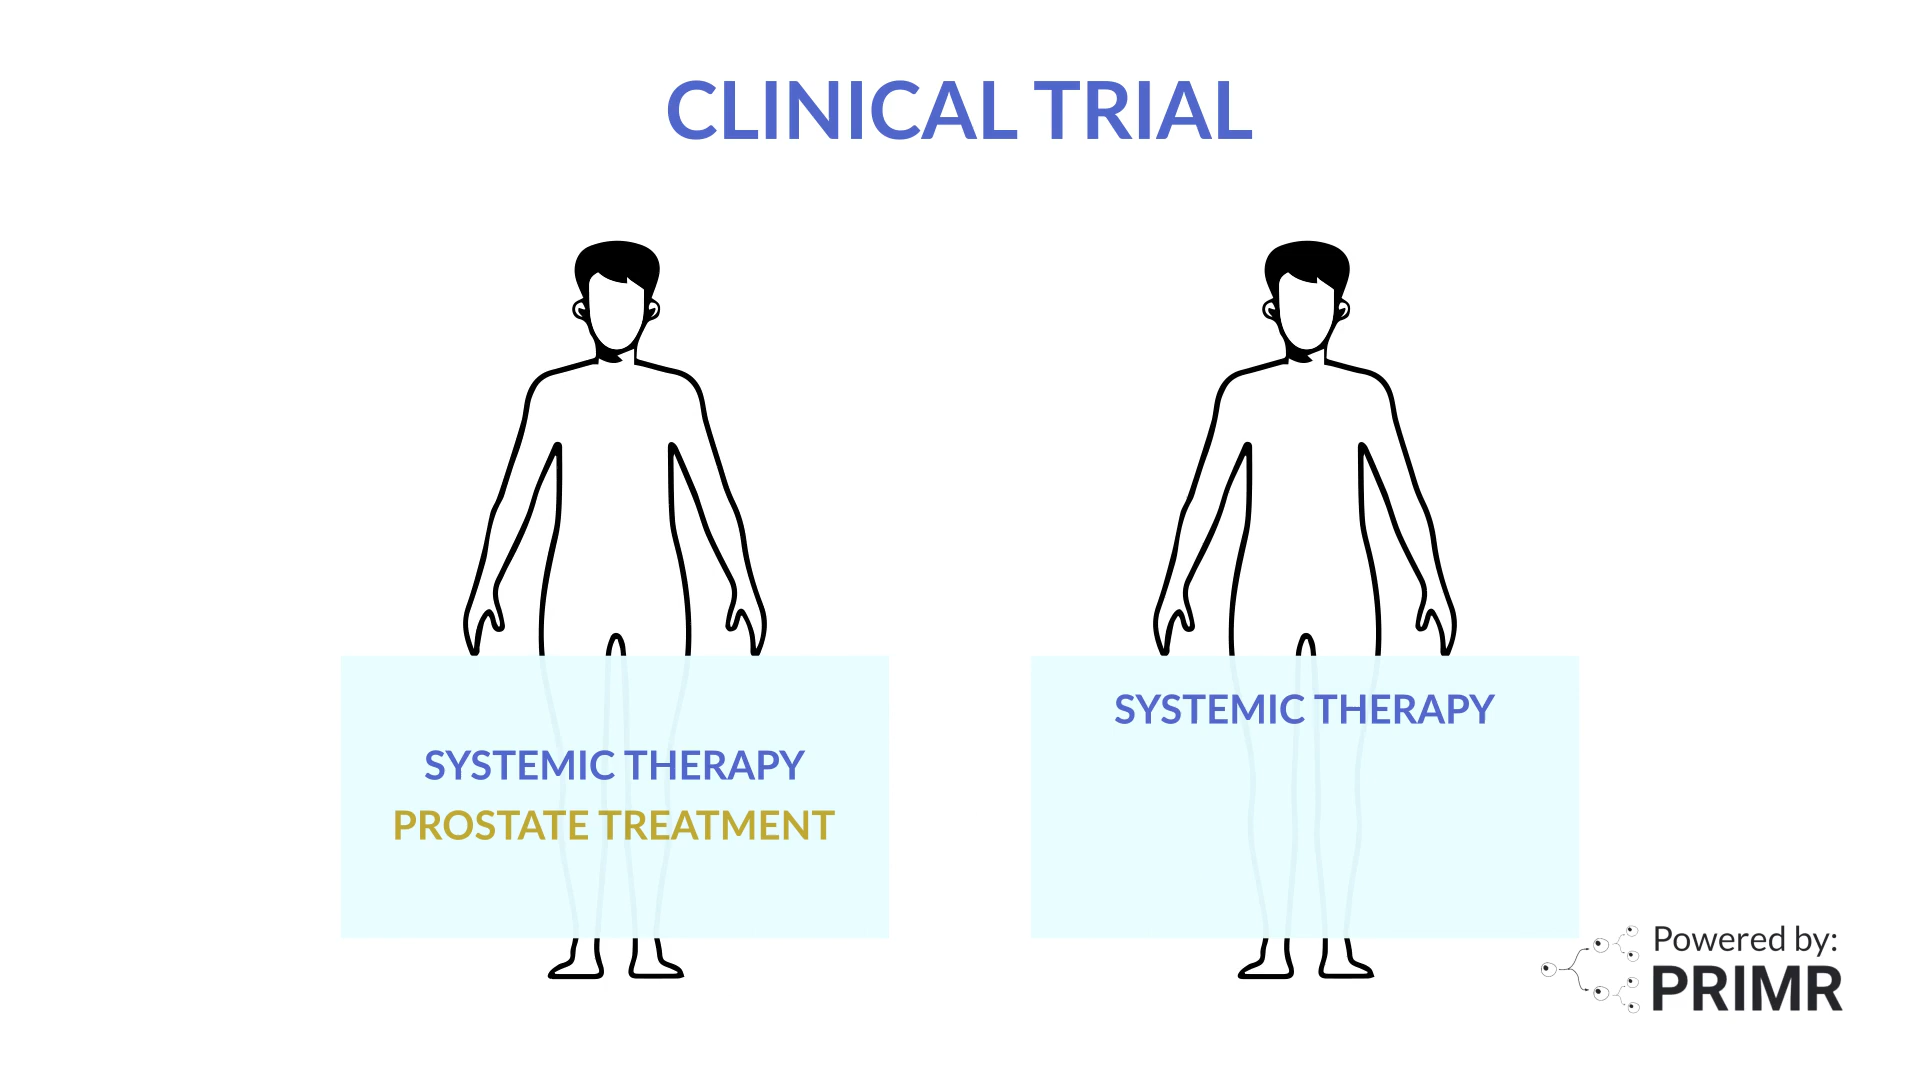 CLINICAL TRIAL
SYSTEMIC THERAPY
PROSTATE TREATMENT
SYSTEMIC THERAPY
Powered by:
PRIMR